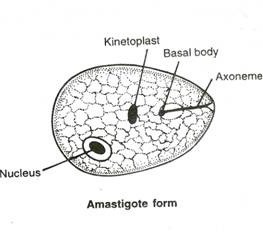 Kinetoplast
Basal body
Axoneme
Nucleus
Amastigote form